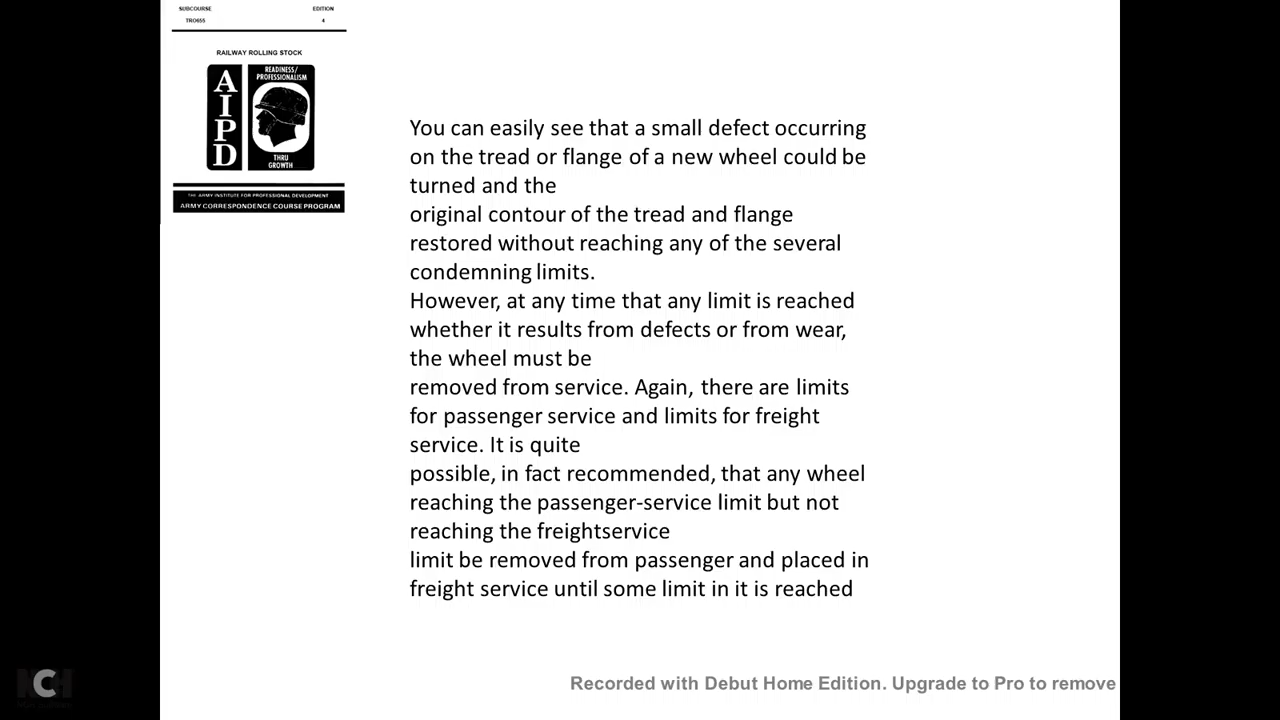 SUBCOURSE EDITION
TRO655 4
RAILWAY ROLLING STOCK
AIPD
READINESS/
PROFESSIONALISM
THRU
GROWTH
THE ARMY INSTITUTE FOR PROFESSIONAL DEVELOPMENT
ARMY CORRESPONDENCE COURSE PROGRAM
You can easily see that a small defect occurring
on the tread or flange of a new wheel could be
turned and the
original contour of the tread and flange
restored without reaching any of the several
condemning limits.
However, at any time that any limit is reached
whether it results from defects or from wear,
the wheel must be
removed from service. Again, there are limits
for passenger service and limits for freight
service. It is quite
possible, in fact recommended, that any wheel
reaching the passenger-service limit but not
reaching the freightservice
limit be removed from passenger and placed in
freight service until some limit in it is reached
Recorded with Debut Home Edition. Upgrade to Pro to remove